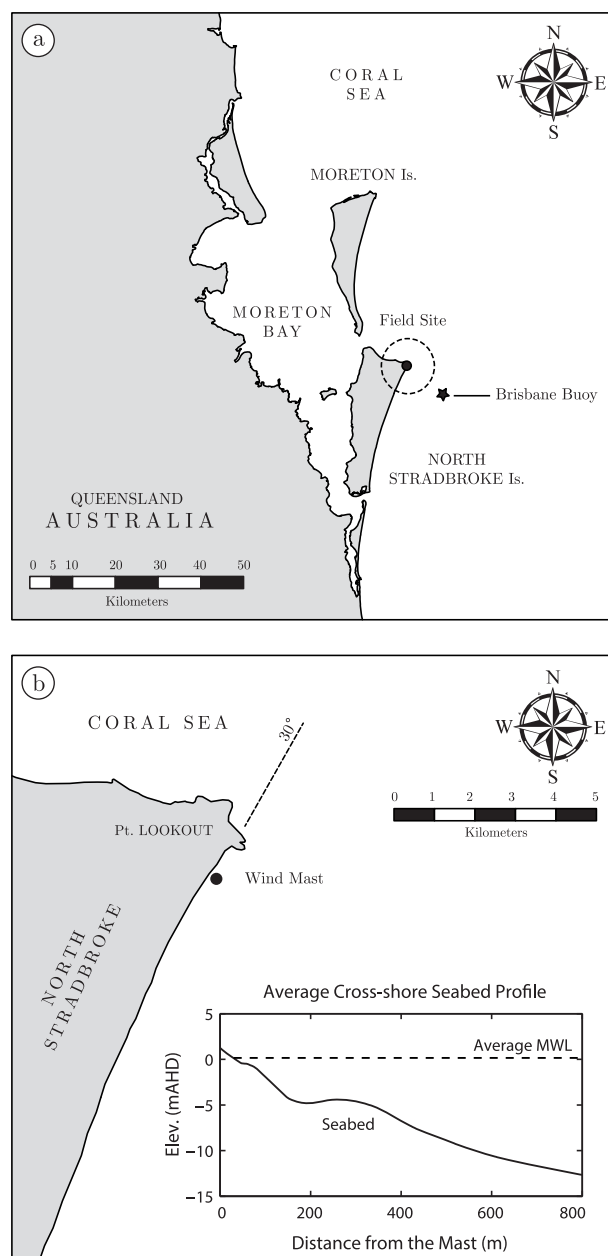 a
CORAL
SEA
N
W E
S
MORETON Is.
Field Site
MORETON
BAY
Brisbane Buoy
NORTH
STRADBROKE Is.
QUEENSLAND
AUSTRALIA
0 5 10 20 30 40 50
Kilometers
b
CORAL SEA
30°
N
W E
S
0 1 2 3 4 5
Kilometers
Pt. LOOKOUT
Wind Mast
NORTH
STRADBROKE
Average Cross-shore Seabed Profile
5
0
−5
−10
−15
Elev. (mAHD)
Average MWL
Seabed
0 200 400 600 800
Distance from the Mast (m)